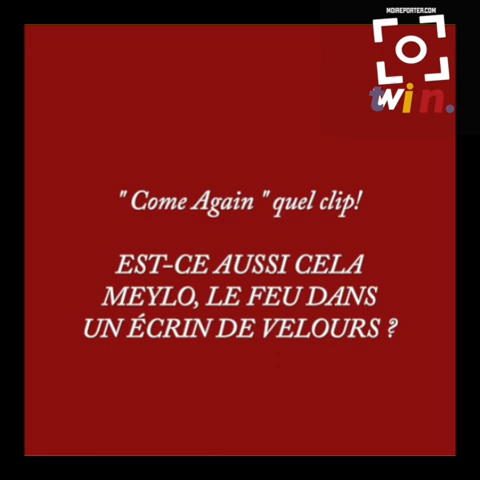 MOIREPORTER.COM
twin.
" Come Again " quel clip!
EST-CE AUSSI CELA
MEYLO, LE FEU DANS
UN ÉCRIN DE VELOURS ?